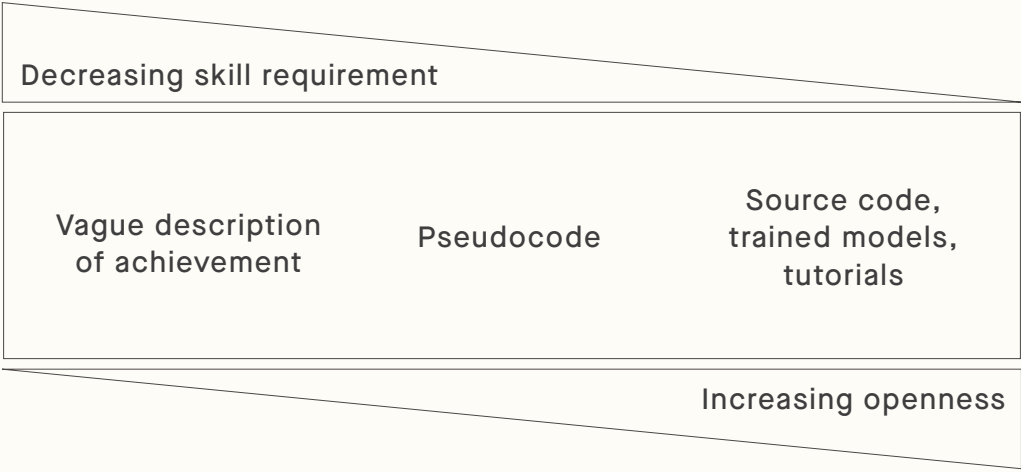 Decreasing skill requirement
Vague description
of achievement
Pseudocode
Source code,
trained models,
tutorials
Increasing openness